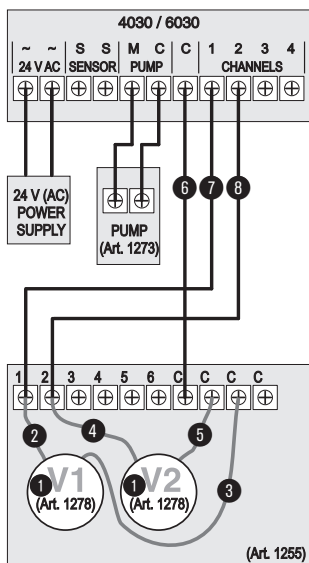 4030 / 6030
~ ~ S S M C C 1 2 3 4
24 V AC SENSOR PUMP CHANNELS
24 V (AC)
POWER
SUPPLY
PUMP
(Art. 1273)
6 7 8
1 2 3 4 5 6 C C C C
2 4 5
1 V1 1 V2 3
(Art. 1278) (Art. 1278)
(Art. 1255)